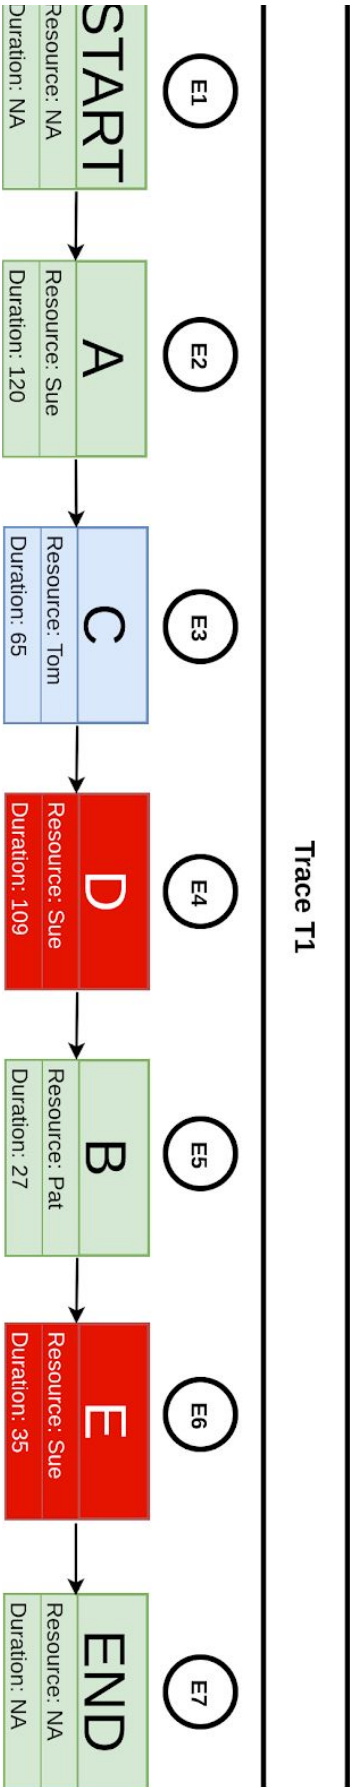 Trace T1
E1
E2
E3
E4
E5
E6
E7
START
Resource: NA
Duration: NA
A
Resource: Sue
Duration: 120
C
Resource: Tom
Duration: 65
D
Resource: Sue
Duration: 109
B
Resource: Pat
Duration: 27
E
Resource: Sue
Duration: 35
END
Resource: NA
Duration: NA